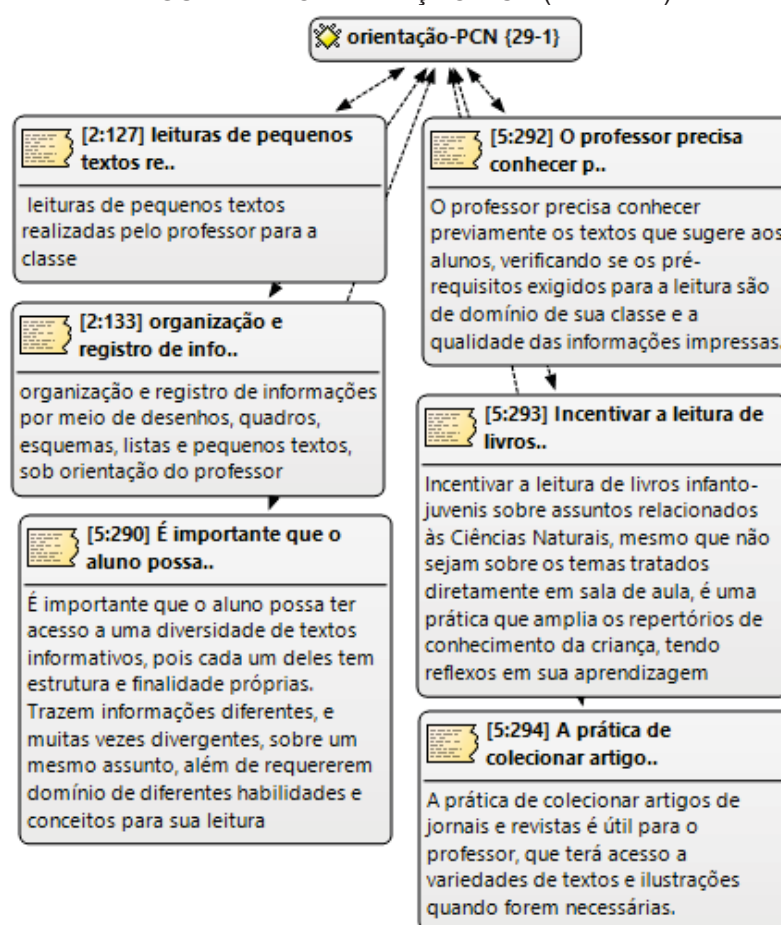 orientação-PCN {29-1}
[2:127] leituras de pequenos
textos re..
leituras de pequenos textos
realizadas pelo professor para a
classe
[2:133] organização e
registro de info..
organização e registro de informações
por meio de desenhos, quadros,
esquemas, listas e pequenos textos,
sob orientação do professor
[5:290] É importante que o
aluno possa..
É importante que o aluno possa ter
acesso a uma diversidade de textos
informativos, pois cada um deles tem
estrutura e finalidade próprias.
Trazem informações diferentes, e
muitas vezes divergentes, sobre um
mesmo assunto, além de requererem
domínio de diferentes habilidades e
conceitos para sua leitura
[5:292] O professor precisa
conhecer p..
O professor precisa conhecer
previamente os textos que sugere aos
alunos, verificando se os pré-
requisitos exigidos para a leitura são
de domínio de sua classe e a
qualidade das informações impressas.
[5:293] Incentivar a leitura de
livros..
Incentivar a leitura de livros infanto-
juvenis sobre assuntos relacionados
às Ciências Naturais, mesmo que não
sejam sobre os temas tratados
diretamente em sala de aula, é uma
prática que amplia os repertórios de
conhecimento da criança, tendo
reflexos em sua aprendizagem
[5:294] A prática de
colecionar artigo..
A prática de colecionar artigos de
jornais e revistas é útil para o
professor, que terá acesso a
variedades de textos e ilustrações
quando forem necessárias.